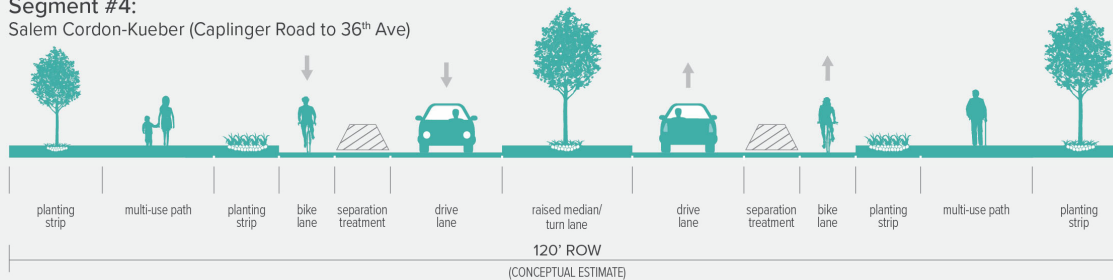 Segment #4:
Salem Cordon-Kueber (Caplinger Road to 36th Ave)
planting
strip
multi-use path
planting
strip
bike
lane
separation
treatment
drive
lane
raised median/
turn lane
drive
lane
separation
treatment
bike
lane
planting
strip
multi-use path
planting
strip
120’ ROW
(CONCEPTUAL ESTIMATE)